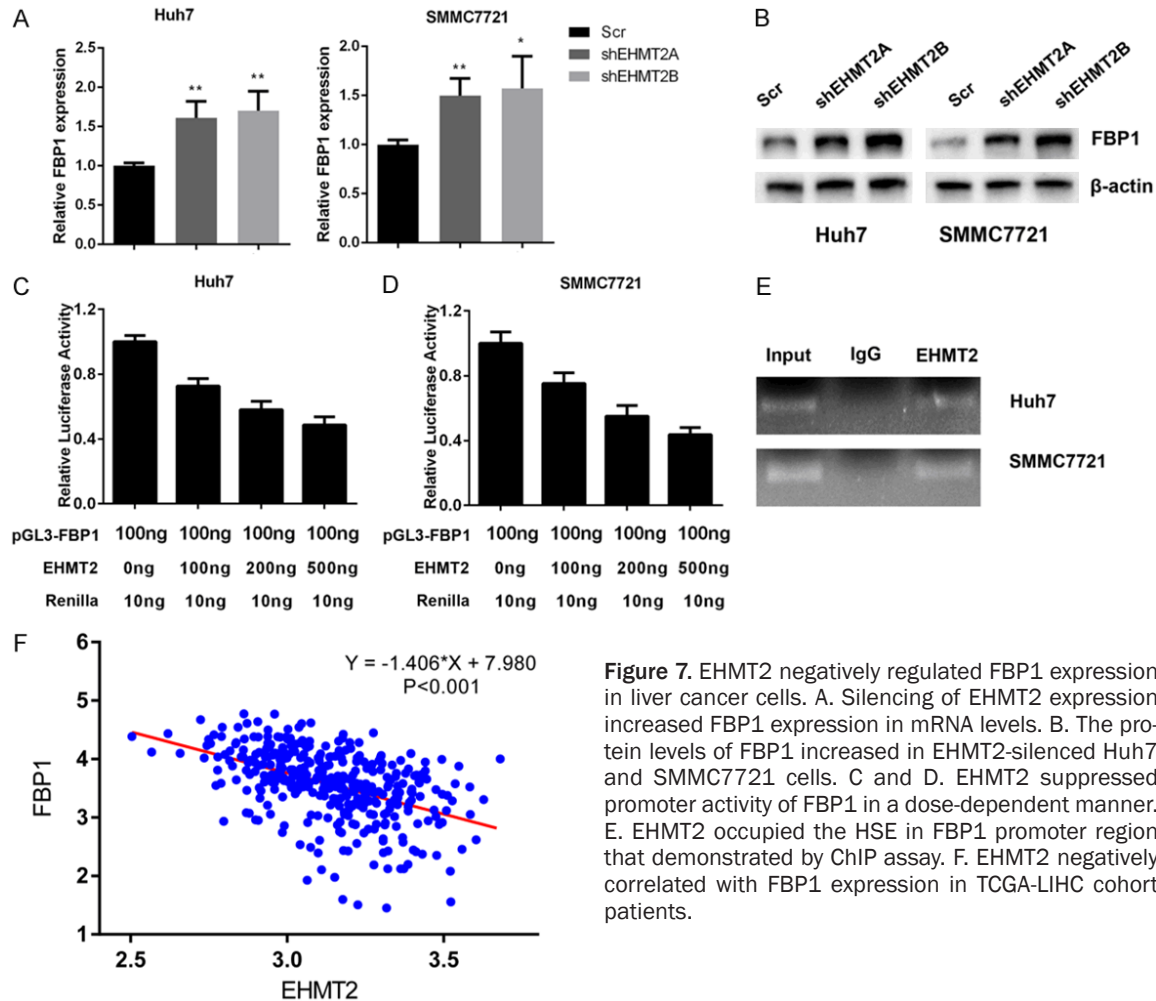 A
Huh7
Relative FBP1 expression
2.5
2.0
1.5
1.0
0.5
0.0
**
**
SMMC7721
Relative FBP1 expression
2.0
1.5
1.0
0.5
0.0
**
*
Scr
shEHMT2A
shEHMT2B
B
Scr
shEHMT2A
shEHMT2B
Scr
shEHMT2A
shEHMT2B
FBP1
β-actin
Huh7
SMMC7721
C
Huh7
Relative Luciferase Activity
1.2
0.8
0.4
0.0
pGL3-FBP1 100ng 100ng 100ng 100ng
EHMT2 0ng 100ng 200ng 500ng
Renilla 10ng 10ng 10ng 10ng
D
SMMC7721
Relative Luciferase Activity
1.2
0.8
0.4
0.0
pGL3-FBP1 100ng 100ng 100ng 100ng
EHMT2 0ng 100ng 200ng 500ng
Renilla 10ng 10ng 10ng 10ng
E
Input IgG EHMT2
Huh7
SMMC7721
F
FBP1
6
5
4
3
2
1
Y = -1.406*X + 7.980
P<0.001
2.5 3.0 3.5
EHMT2
Figure 7. EHMT2 negatively regulated FBP1 expression
in liver cancer cells. A. Silencing of EHMT2 expression
increased FBP1 expression in mRNA levels. B. The pro-
tein levels of FBP1 increased in EHMT2-silenced Huh7
and SMMC7721 cells. C and D. EHMT2 suppressed
promoter activity of FBP1 in a dose-dependent manner.
E. EHMT2 occupied the HSE in FBP1 promoter region
that demonstrated by ChIP assay. F. EHMT2 negatively
correlated with FBP1 expression in TCGA-LIHC cohort
patients.